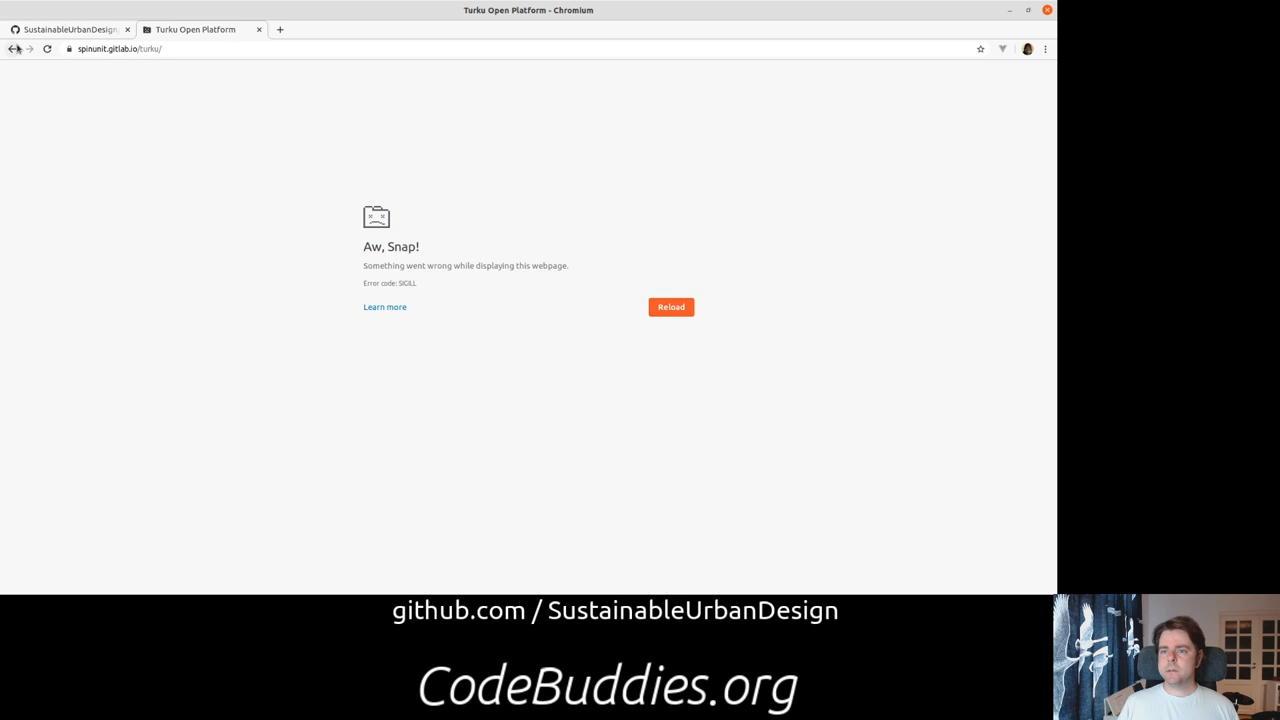 Turku Open Platform - Chromium
SustainableUrbanDesign
Turku Open Platform
spinunit.gitlab.io/turku/
Aw, Snap!
Something went wrong while displaying this webpage.
Error code: SIGILL
Learn more
Reload
github.com / SustainableUrbanDesign
CodeBuddies.org